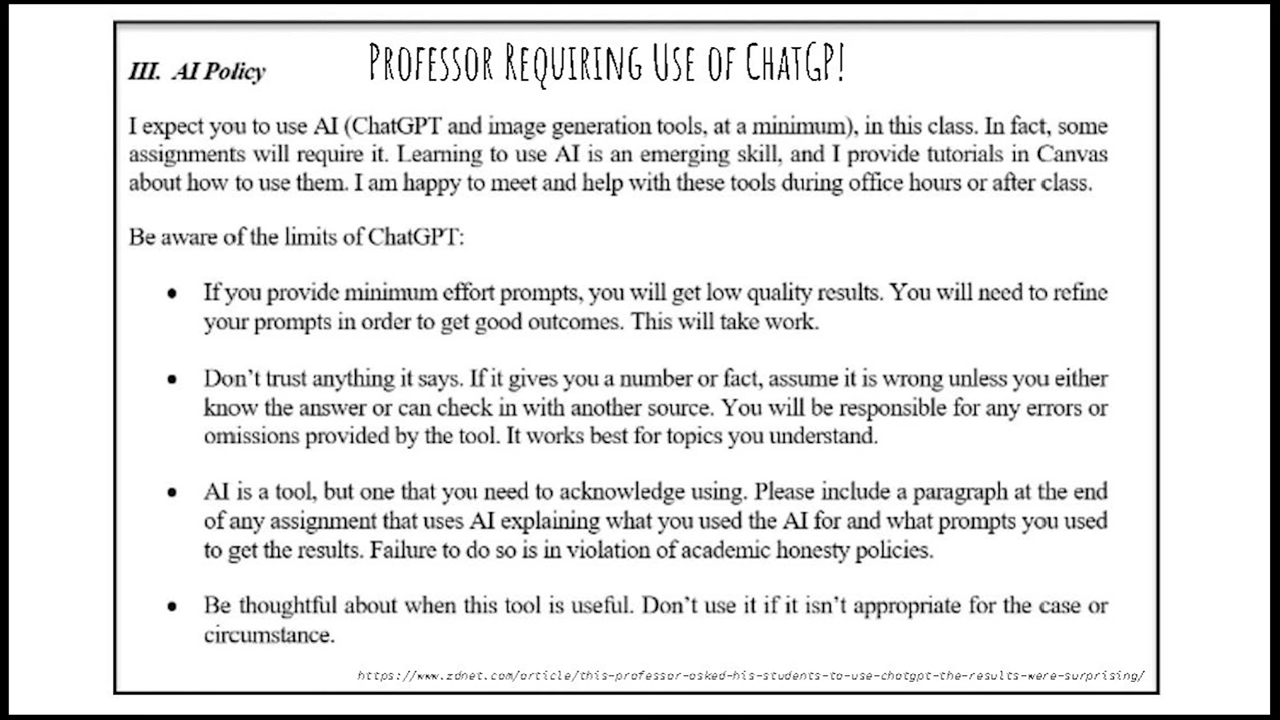 III. AI Policy
PROFESSOR REQUIRING USE OF CHATGP!
I expect you to use AI (ChatGPT and image generation tools, at a minimum), in this class. In fact, some
assignments will require it. Learning to use AI is an emerging skill, and I provide tutorials in Canvas
about how to use them. I am happy to meet and help with these tools during office hours or after class.
Be aware of the limits of ChatGPT:
• If you provide minimum effort prompts, you will get low quality results. You will need to refine
your prompts in order to get good outcomes. This will take work.
• Don't trust anything it says. If it gives you a number or fact, assume it is wrong unless you either
know the answer or can check in with another source. You will be responsible for any errors or
omissions provided by the tool. It works best for topics you understand.
• AI is a tool, but one that you need to acknowledge using. Please include a paragraph at the end
of any assignment that uses AI explaining what you used the AI for and what prompts you used
to get the results. Failure to do so is in violation of academic honesty policies.
• Be thoughtful about when this tool is useful. Don't use it if it isn't appropriate for the case or
circumstance.
https://www.zdnet.com/article/this-professor-asked-his-students-to-use-chatgpt-the-results-were-surprising/